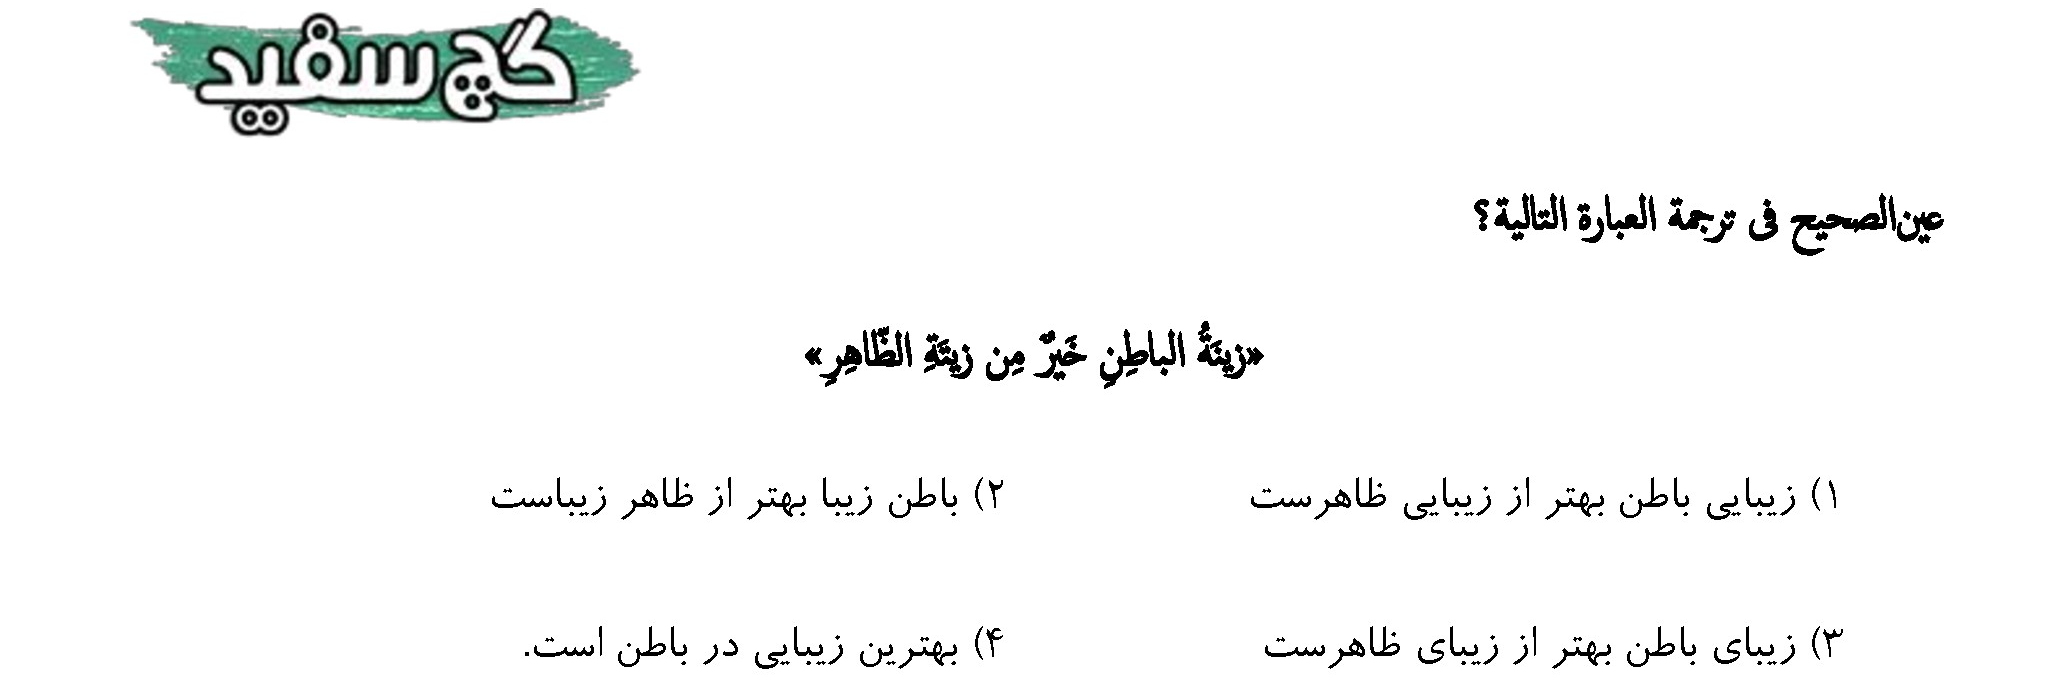 گچ سفید
عین‌الصحیح فی ترجمة العبارة التالیة؟
«زینَةُ الباطِنِ خَیرٌ مِن زینَةِ الظّاهِرِ»
۱) زیبایی باطن بهتر از زیبایی ظاهرست ۲) باطن زیبا بهتر از ظاهر زیباست
۳) زیبای باطن بهتر از زیبای ظاهرست ۴) بهترین زیبایی در باطن است.